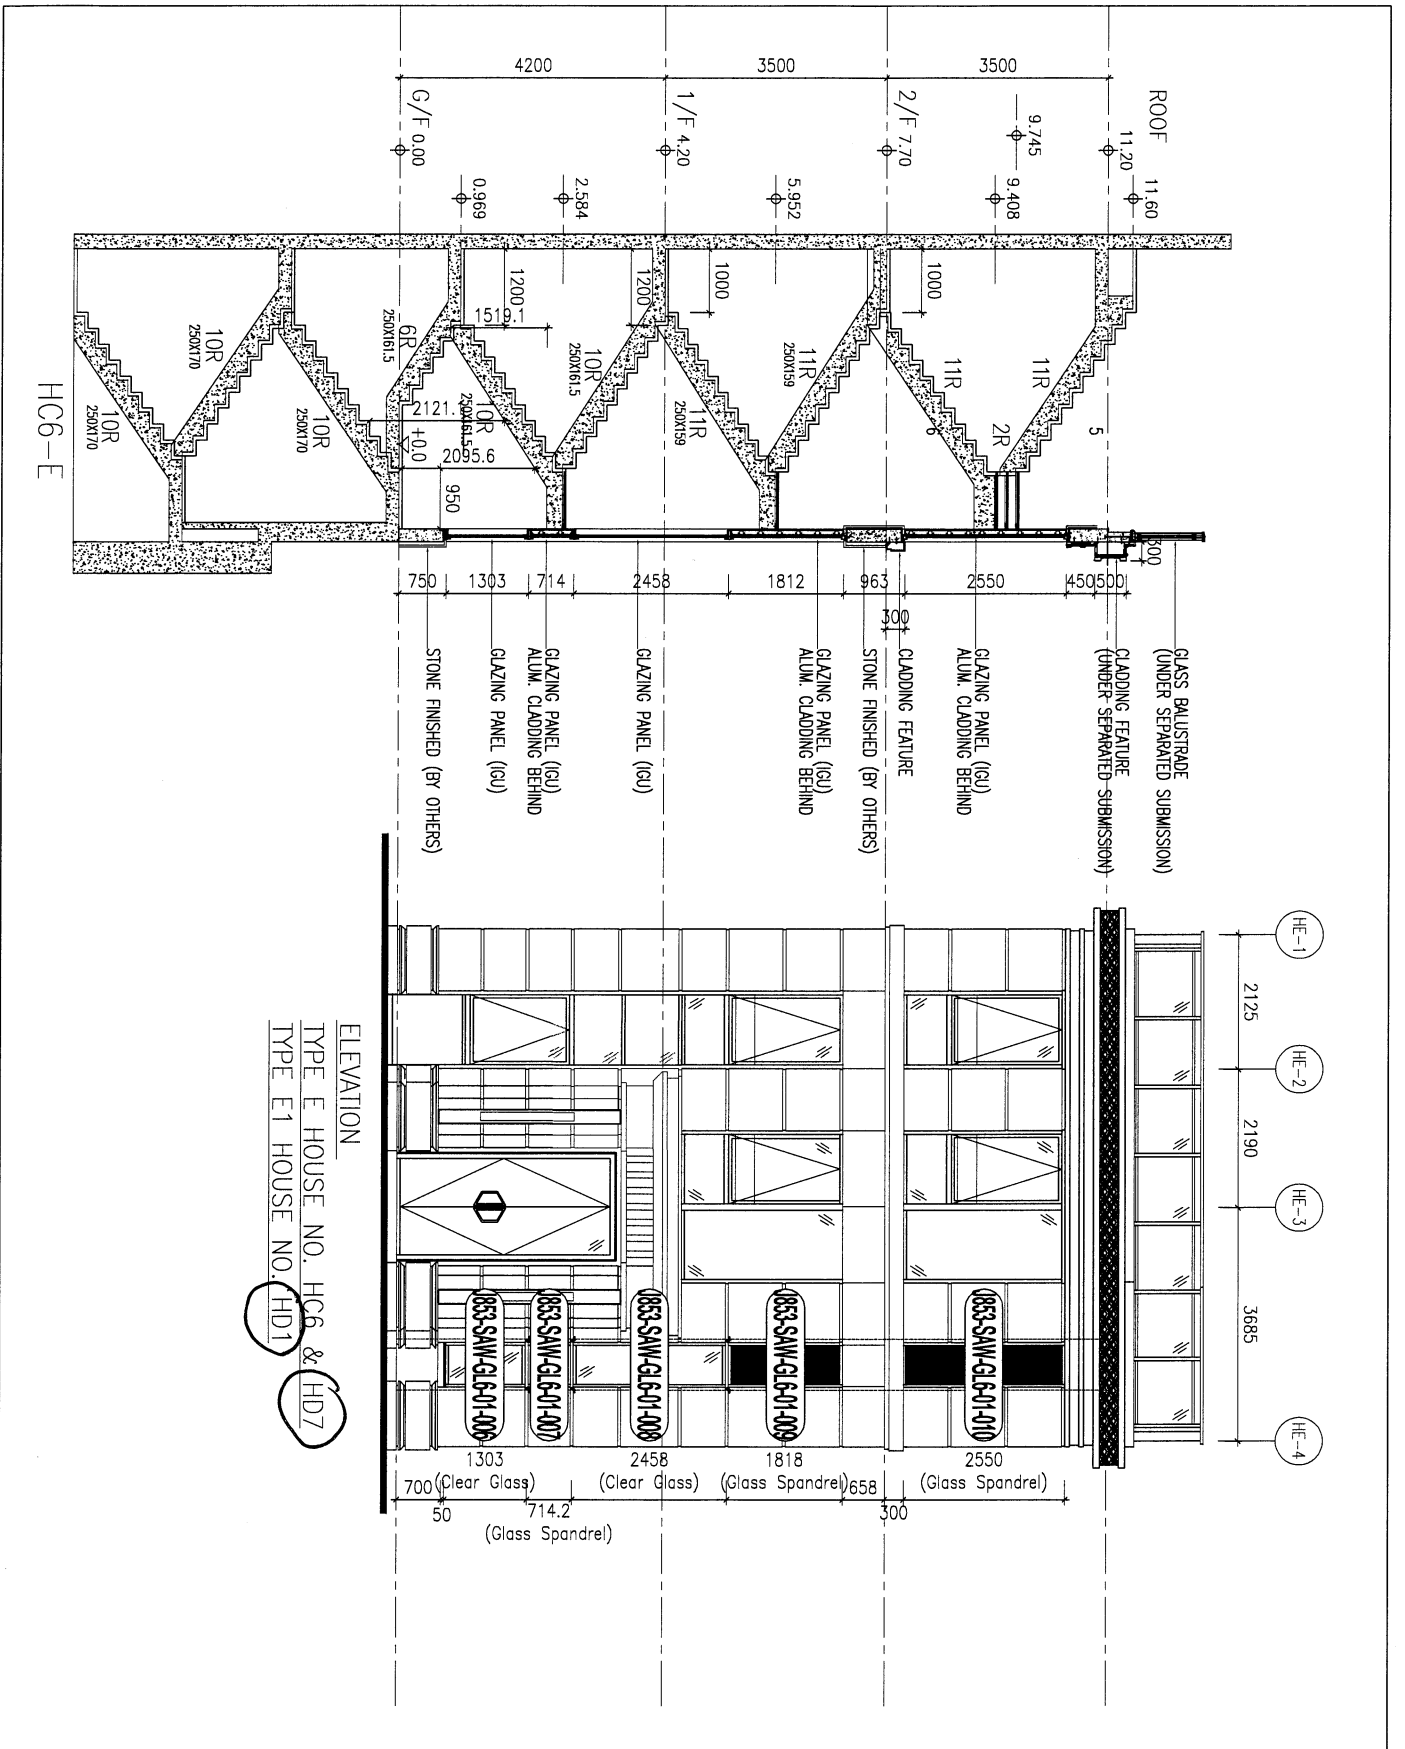 4200
3500
3500
G/F 0.00
1/F 4.20
2/F 7.70
ROOF
11.20
11.60
9.745
9.408
5.952
2.584
0.969
1000
1000
1200
1200
1519.1
10R
250X170
10R
250X170
10R
250X170
6R
250X161.5
10R
250X161.5
10R
250X161.5
11R
250X159
11R
250X159
11R
11R
2R
5
6
2121.
+0.0
2095.6
950
HC6-E
300
750
1303
714
2458
1812
963
2550
450
500
300
GLASS BALUSTRADE
(UNDER SEPARATED SUBMISSION)
CLADDING FEATURE
(UNDER SEPARATED SUBMISSION)
GLAZING PANEL (IGU)
ALUM. CLADDING BEHIND
CLADDING FEATURE
STONE FINISHED (BY OTHERS)
GLAZING PANEL (IGU)
ALUM. CLADDING BEHIND
GLAZING PANEL (IGU)
GLAZING PANEL (IGU)
ALUM. CLADDING BEHIND
GLAZING PANEL (IGU)
STONE FINISHED (BY OTHERS)
HE-1
HE-2
HE-3
HE-4
2125
2190
3685
J853-SAW-GL6-01-006
J853-SAW-GL6-01-007
J853-SAW-GL6-01-008
J853-SAW-GL6-01-009
J853-SAW-GL6-01-010
1303
(Clear Glass)
2458
(Clear Glass)
1818
(Glass Spandrel)
2550
(Glass Spandrel)
700
50
714.2
(Glass Spandrel)
658
300
ELEVATION
TYPE E HOUSE NO. HC6 & HD7
TYPE E1 HOUSE NO. HD1